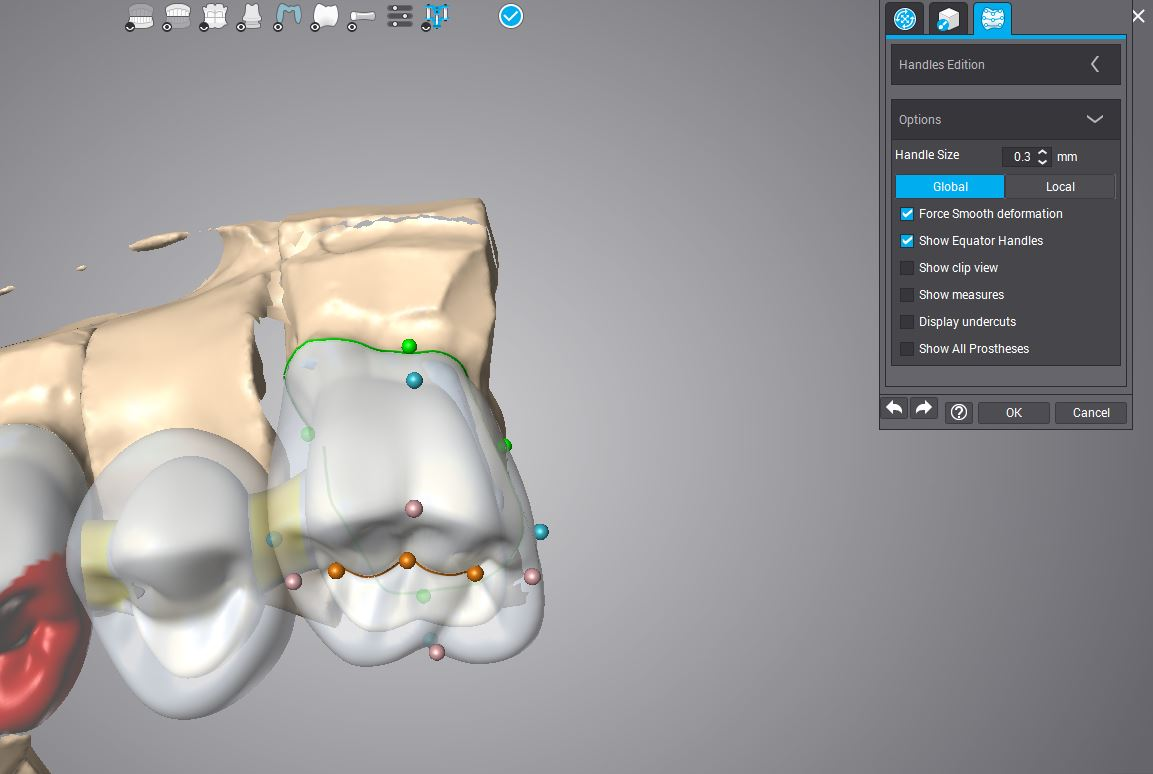 Handles Edition
Options
Handle Size 0.3 mm
Global Local
Force Smooth deformation
Show Equator Handles
Show clip view
Show measures
Display undercuts
Show All Prostheses
OK Cancel